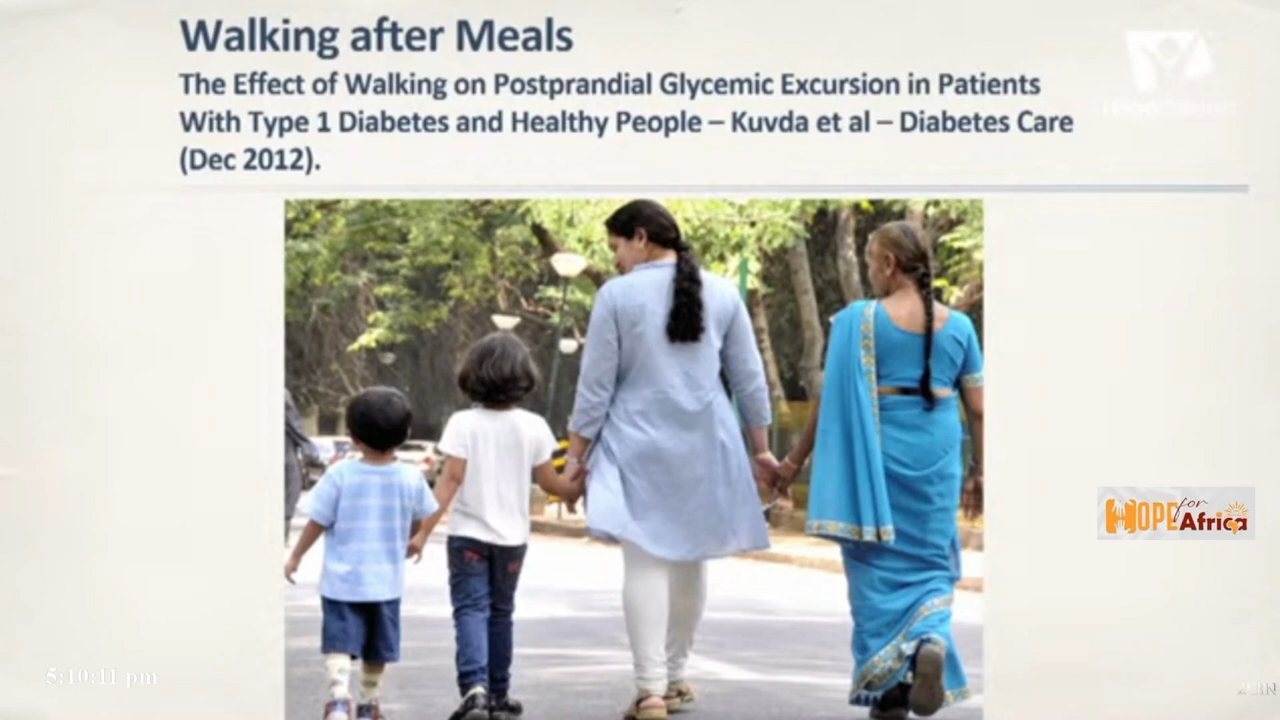 Walking after Meals
The Effect of Walking on Postprandial Glycemic Excursion in Patients
With Type 1 Diabetes and Healthy People – Kuvda et al – Diabetes Care
(Dec 2012).
HOPE for Africa
5:10:11 pm